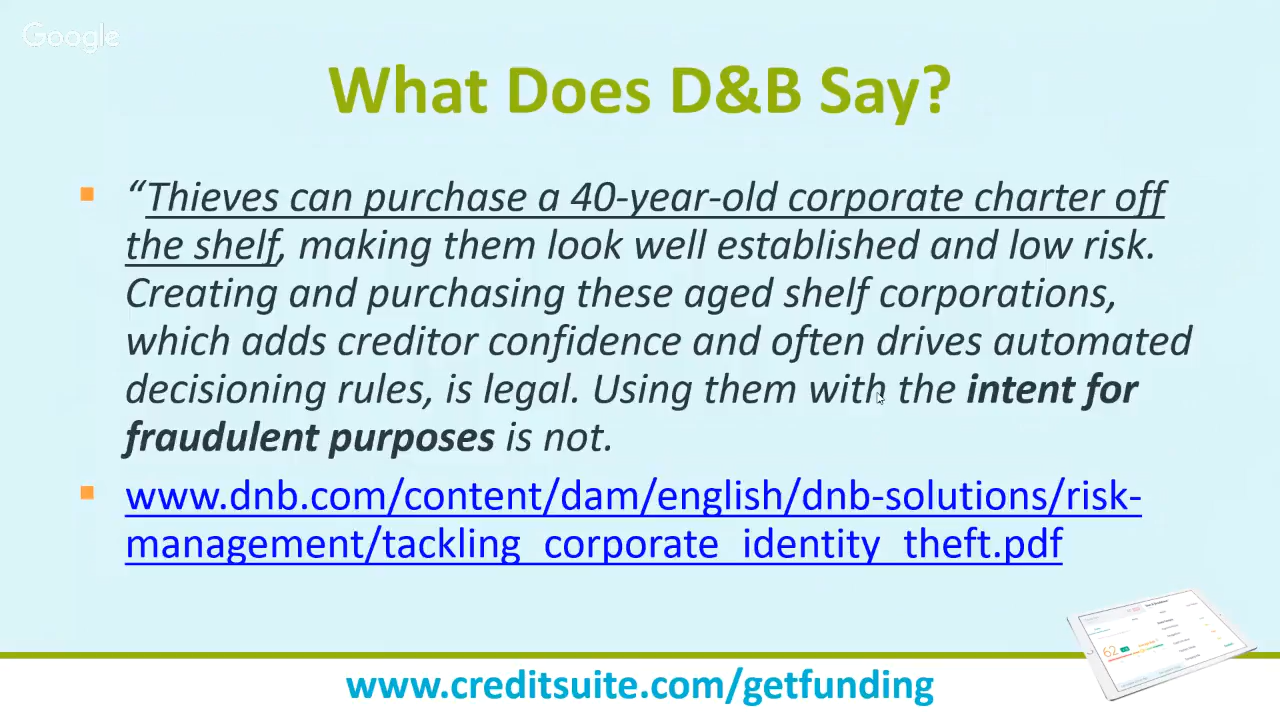 Google
What Does D&B Say?
▪ “Thieves can purchase a 40-year-old corporate charter off
the shelf, making them look well established and low risk.
Creating and purchasing these aged shelf corporations,
which adds creditor confidence and often drives automated
decisioning rules, is legal. Using them with the intent for
fraudulent purposes is not.
▪ www.dnb.com/content/dam/english/dnb-solutions/risk-
management/tackling_corporate_identity_theft.pdf
62
www.creditsuite.com/getfunding